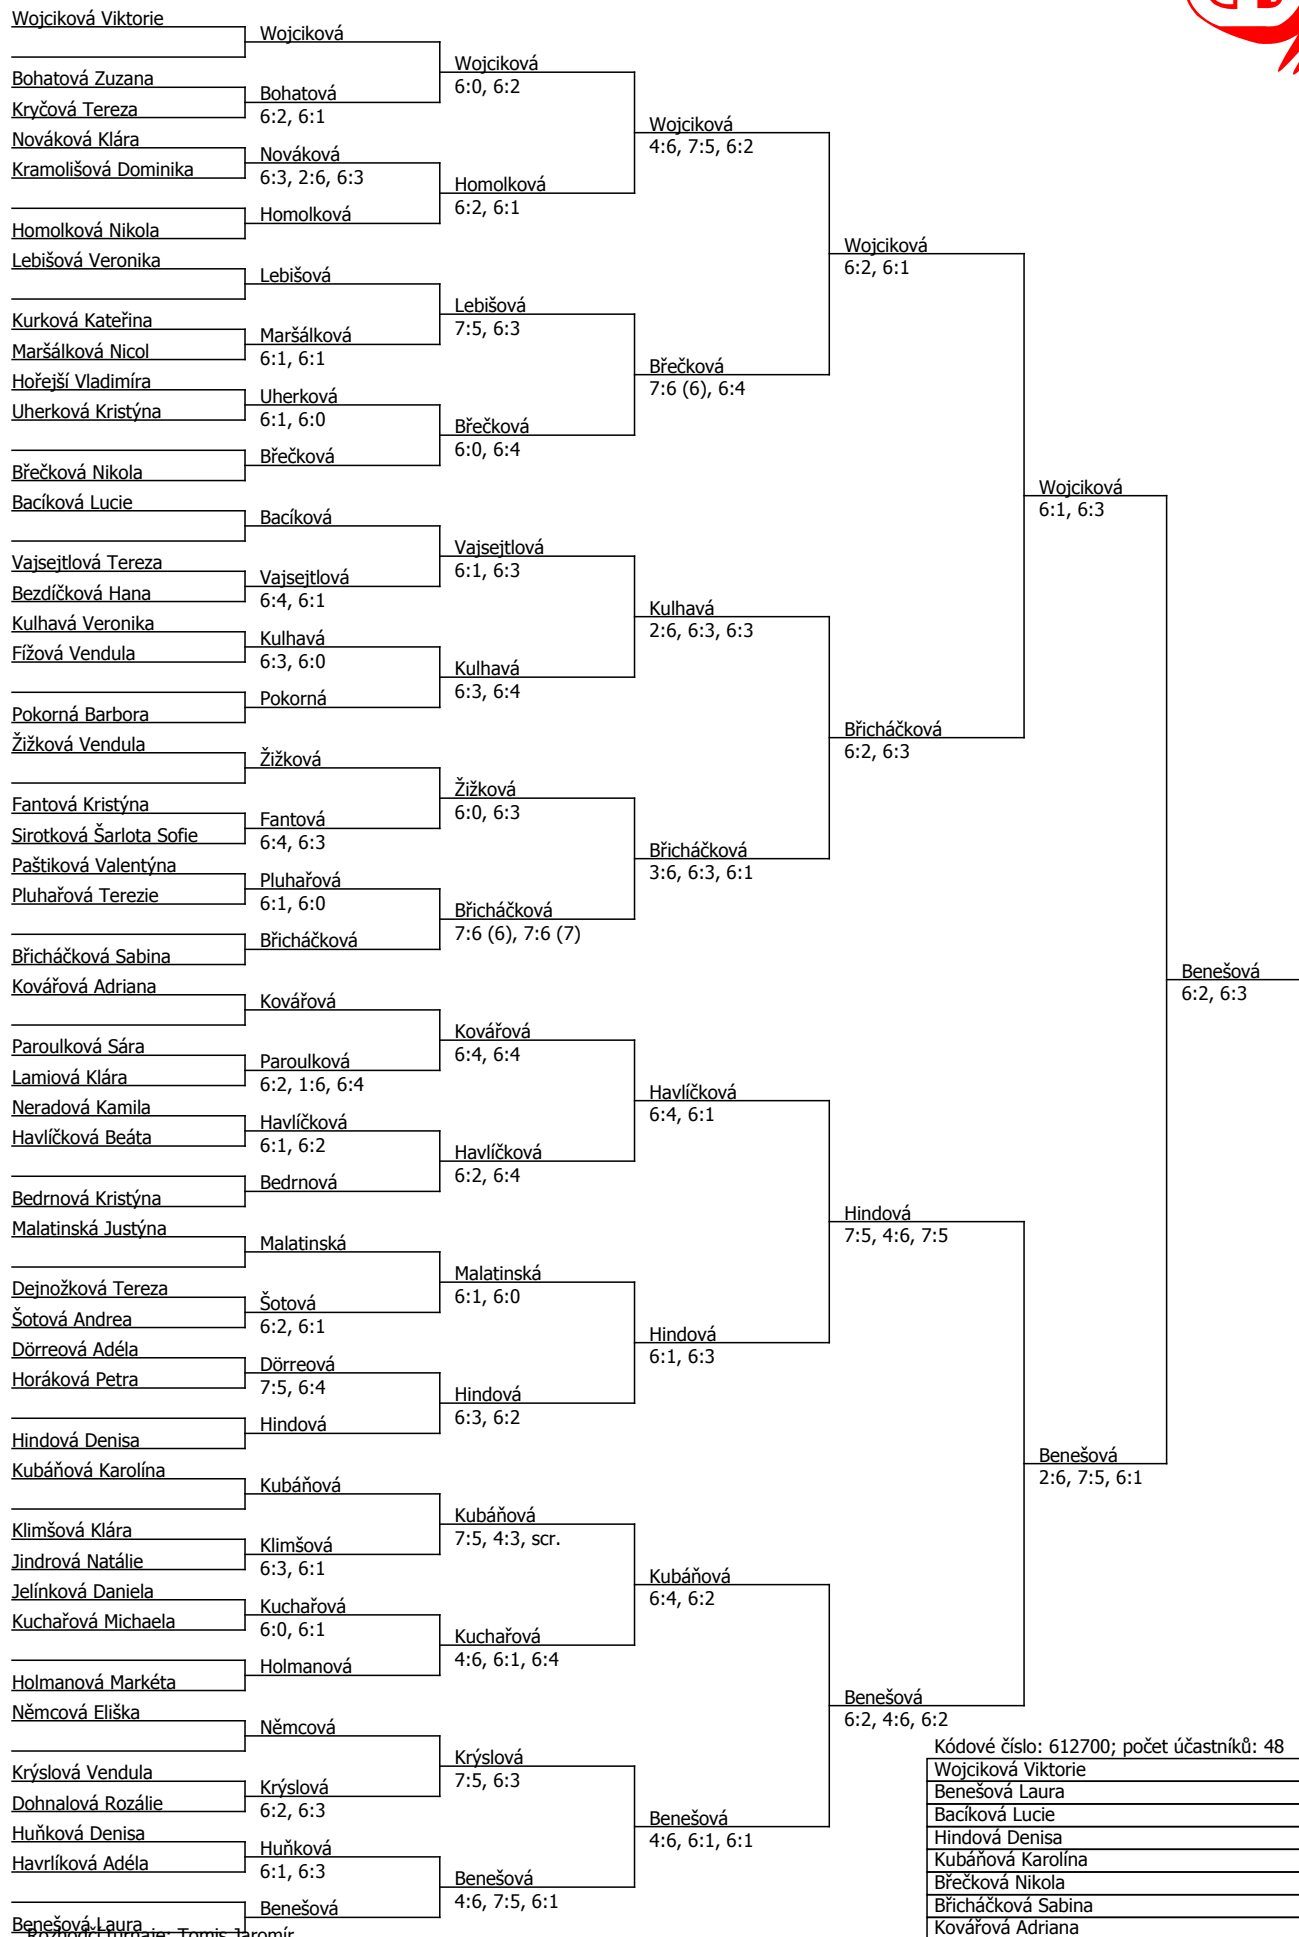 Wojciková Viktorie
Bohatová Zuzana
Kryčová Tereza
Nováková Klára
Kramolišová Dominika
Homolková Nikola
Lebišová Veronika
Kurková Kateřina
Maršálková Nicol
Hořejší Vladimíra
Uherková Kristýna
Břečková Nikola
Bacíková Lucie
Vajsejtlová Tereza
Bezdíčková Hana
Kulhavá Veronika
Fížová Vendula
Pokorná Barbora
Žižková Vendula
Fantová Kristýna
Sirotková Šarlota Sofie
Paštiková Valentýna
Pluhařová Terezie
Břicháčková Sabina
Kovářová Adriana
Paroulková Sára
Lamiová Klára
Neradová Kamila
Havlíčková Beáta
Bedrnová Kristýna
Malatinská Justýna
Dejnožková Tereza
Šotová Andrea
Dörreová Adéla
Horáková Petra
Hindová Denisa
Kubáňová Karolína
Klimšová Klára
Jindrová Natálie
Jelínková Daniela
Kuchařová Michaela
Holmanová Markéta
Němcová Eliška
Krýslová Vendula
Dohnalová Rozálie
Huňková Denisa
Havrlíková Adéla
Benešová Laura
Rozhodčí turnaje: Tomis Jaromír
Wojciková
Bohatová
6:2, 6:1
Nováková
6:3, 2:6, 6:3
Homolková
Lebišová
Maršálková
6:1, 6:1
Uherková
6:1, 6:0
Břečková
Bacíková
Vajsejtlová
6:4, 6:1
Kulhavá
6:3, 6:0
Pokorná
Žižková
Fantová
6:4, 6:3
Pluhařová
6:1, 6:0
Břicháčková
Kovářová
Paroulková
6:2, 1:6, 6:4
Havlíčková
6:1, 6:2
Bedrnová
Malatinská
Šotová
6:2, 6:1
Dörreová
7:5, 6:4
Hindová
Kubáňová
Klimšová
6:3, 6:1
Kuchařová
6:0, 6:1
Holmanová
Němcová
Krýslová
6:2, 6:3
Huňková
6:1, 6:3
Benešová
Wojciková
6:0, 6:2
Homolková
6:2, 6:1
Lebišová
7:5, 6:3
Břečková
6:0, 6:4
Vajsejtlová
6:1, 6:3
Kulhavá
6:3, 6:4
Žižková
6:0, 6:3
Břicháčková
7:6 (6), 7:6 (7)
Kovářová
6:4, 6:4
Havlíčková
6:2, 6:4
Malatinská
6:1, 6:0
Hindová
6:3, 6:2
Kubáňová
7:5, 4:3, scr.
Kuchařová
4:6, 6:1, 6:4
Krýslová
7:5, 6:3
Benešová
4:6, 7:5, 6:1
Wojciková
4:6, 7:5, 6:2
Břečková
7:6 (6), 6:4
Kulhavá
2:6, 6:3, 6:3
Břicháčková
3:6, 6:3, 6:1
Havlíčková
6:4, 6:1
Hindová
6:1, 6:3
Kubáňová
6:4, 6:2
Benešová
4:6, 6:1, 6:1
Wojciková
6:2, 6:1
Břicháčková
6:2, 6:3
Hindová
7:5, 4:6, 7:5
Benešová
6:2, 4:6, 6:2
Wojciková
6:1, 6:3
Benešová
2:6, 7:5, 6:1
Benešová
6:2, 6:3
Kódové číslo: 612700; počet účastníků: 48
Wojciková Viktorie
Benešová Laura
Bacíková Lucie
Hindová Denisa
Kubáňová Karolína
Břečková Nikola
Břicháčková Sabina
Kovářová Adriana